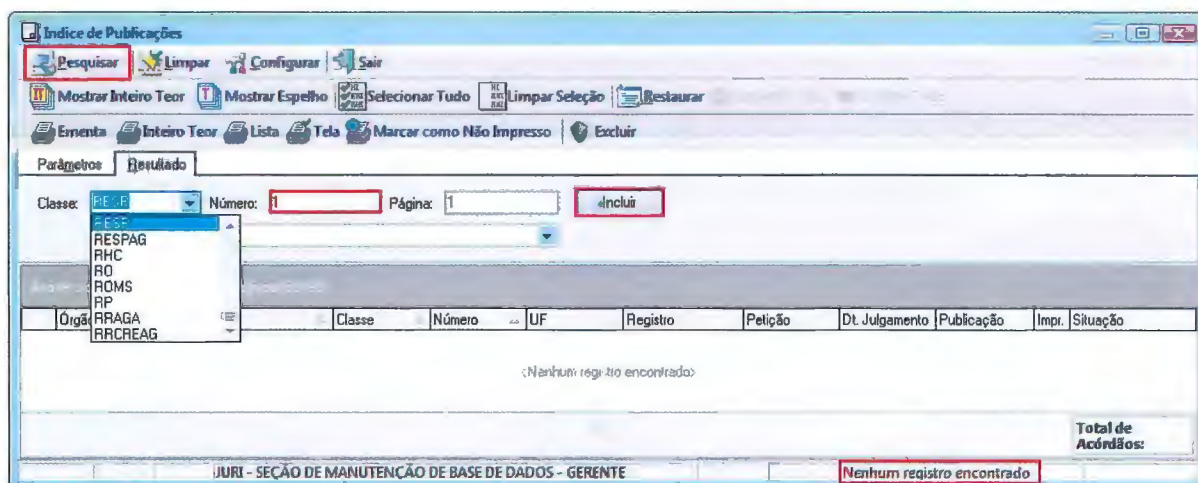 Indice de Publicações
Pesquisar Limpar Configurar Sair
Mostrar Inteiro Teor Mostrar Espelho Selecionar Tudo Limpar Seleção Restaurar
Ementa Inteiro Teor Lista Tela Marcar como Não Impresso Excluir
Parâmetros Resultado
Classe: RESP Número: 1 Página: 1 Incluir
RESP
RESPAG
RHC
RO
ROMS
RP
RRAGA
RRCREAG
Órgã Classe Número UF Registro Petição Dt. Julgamento Publicação Impr. Situação
<Nenhum registro encontrado>
Total de
Acórdãos:
JURI - SEÇÃO DE MANUTENÇÃO DE BASE DE DADOS - GERENTE Nenhum registro encontrado